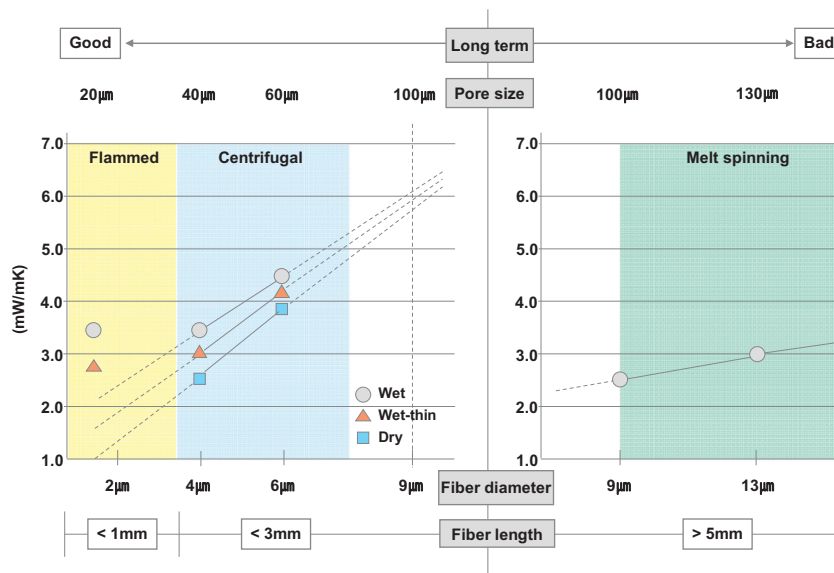 Good
Long term
Bad
20μm
40μm
60μm
100μm
Pore size
100μm
130μm
7.0
6.0
5.0
4.0
3.0
2.0
1.0
(mW/mK)
Flammed
Centrifugal
Wet
Wet-thin
Dry
7.0
6.0
5.0
4.0
3.0
2.0
1.0
Melt spinning
2μm
4μm
6μm
9μm
Fiber diameter
9μm
13μm
< 1mm
< 3mm
Fiber length
> 5mm